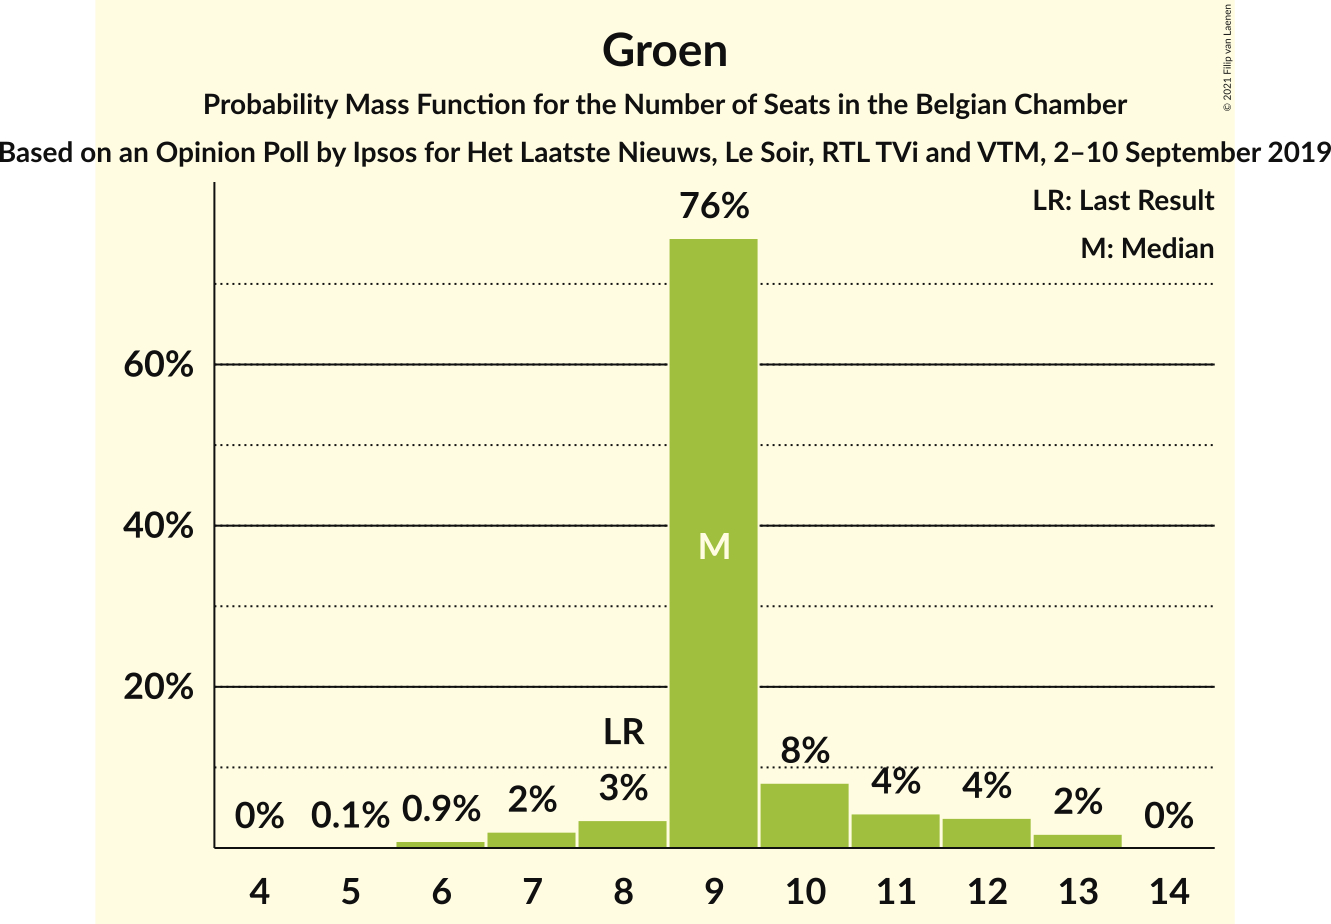 Groen
Probability Mass Function for the Number of Seats in the Belgian Chamber
Based on an Opinion Poll by Ipsos for Het Laatste Nieuws, Le Soir, RTL TVi and VTM, 2–10 September 2019
© 2021 Filip van Laenen
LR: Last Result
M: Median
76%
60%
40%
M
20%
LR
0% 0.1% 0.9% 2% 3% 8% 4% 4% 2% 0%
4 5 6 7 8 9 10 11 12 13 14